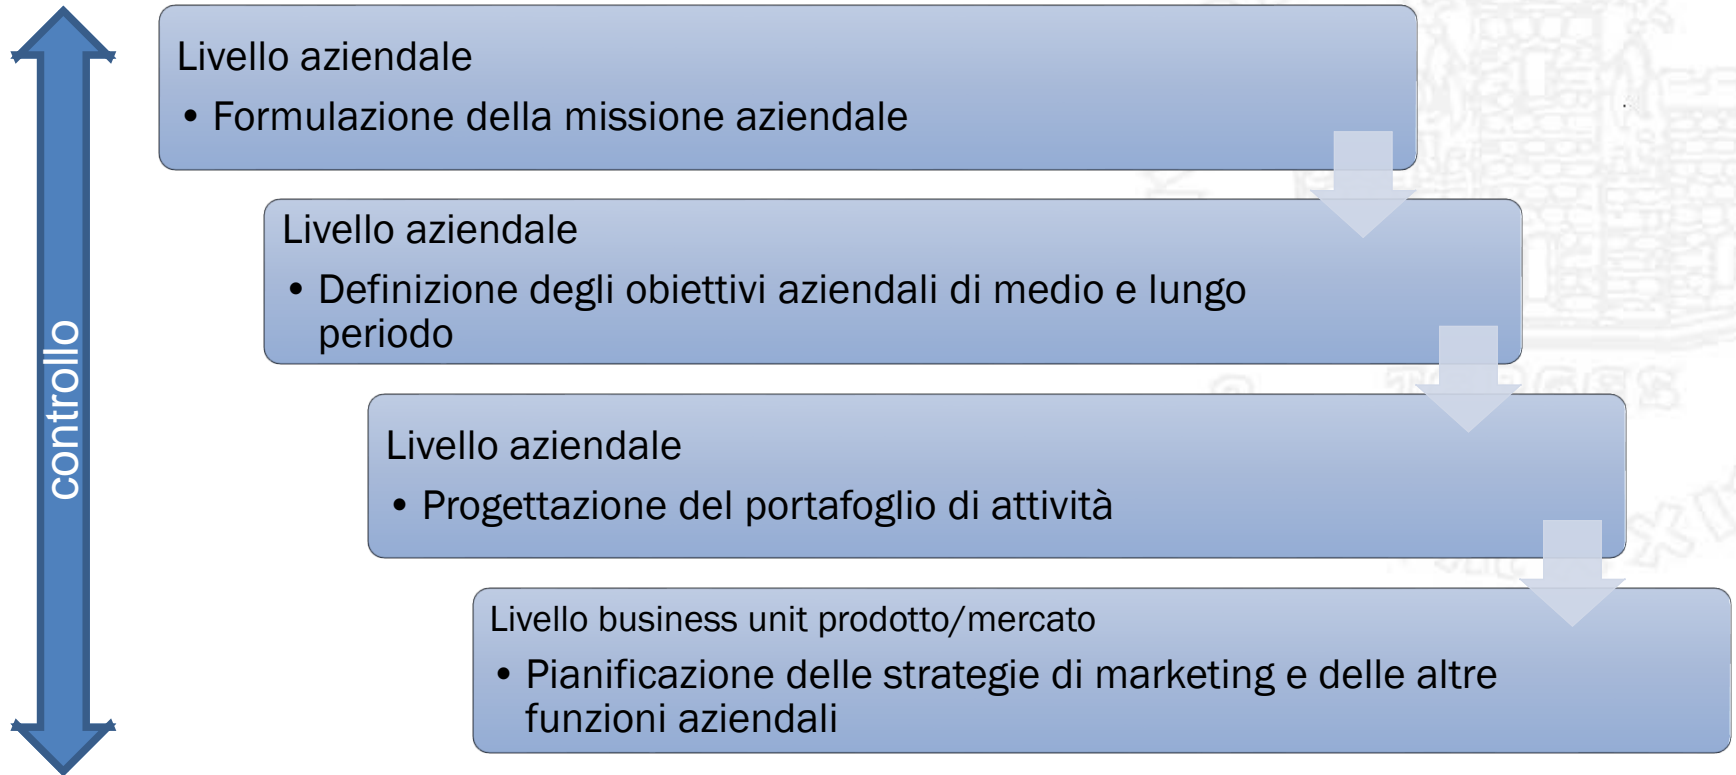 Livello aziendale
• Formulazione della missione aziendale
Livello aziendale
• Definizione degli obiettivi aziendali di medio e lungo
periodo
Livello aziendale
• Progettazione del portafoglio di attività
Livello business unit prodotto/mercato
• Pianificazione delle strategie di marketing e delle altre
funzioni aziendali
controllo